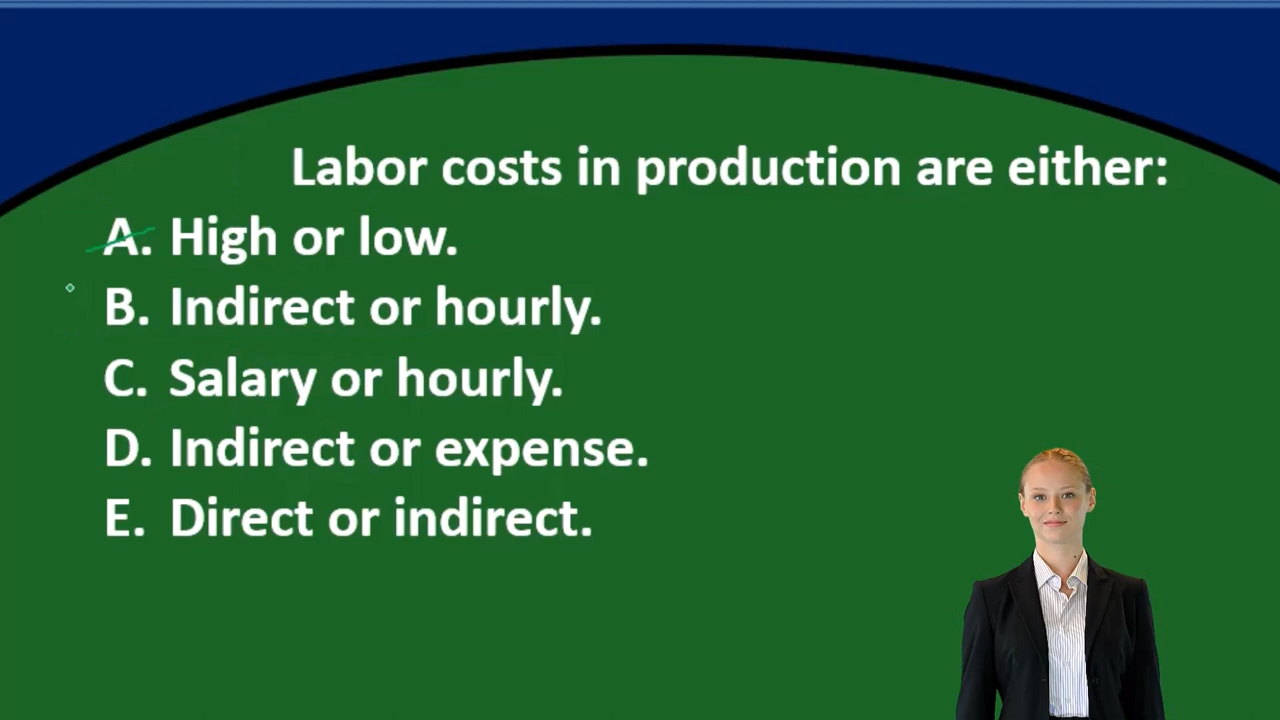 Labor costs in production are either:
A. High or low.
B. Indirect or hourly.
C. Salary or hourly.
D. Indirect or expense.
E. Direct or indirect.